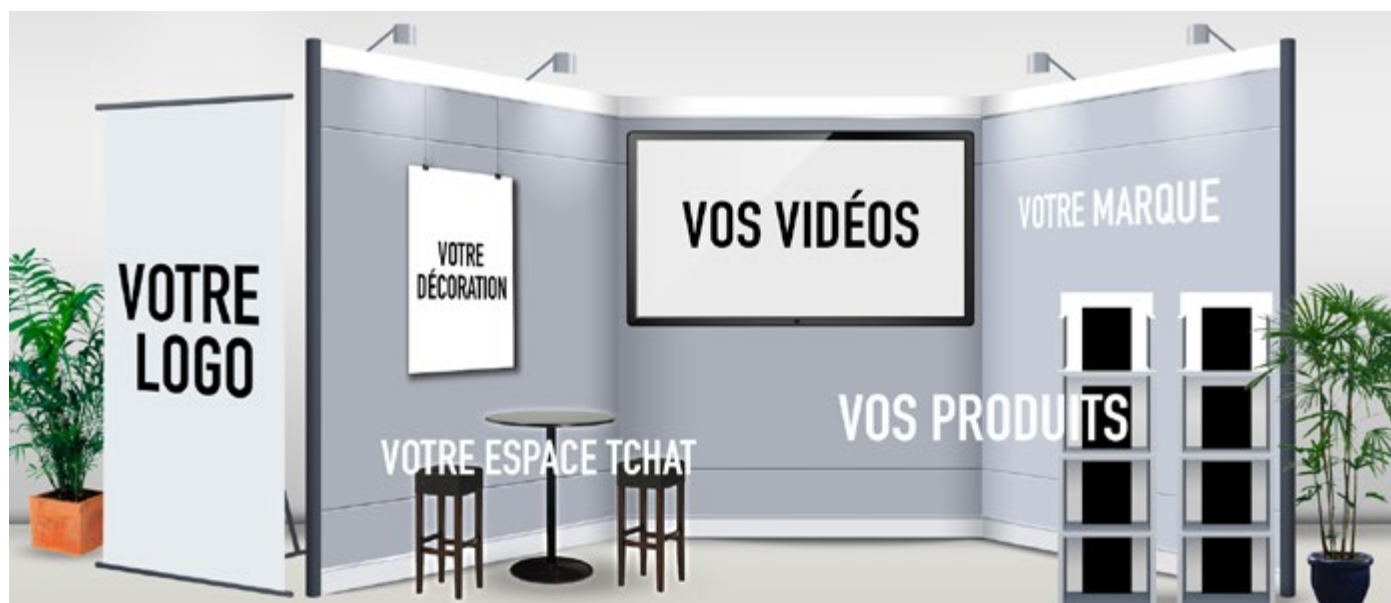 VOTRE
LOGO
VOTRE
DÉCORATION
VOS VIDÉOS
VOTRE MARQUE
VOS PRODUITS
VOTRE ESPACE TCHAT